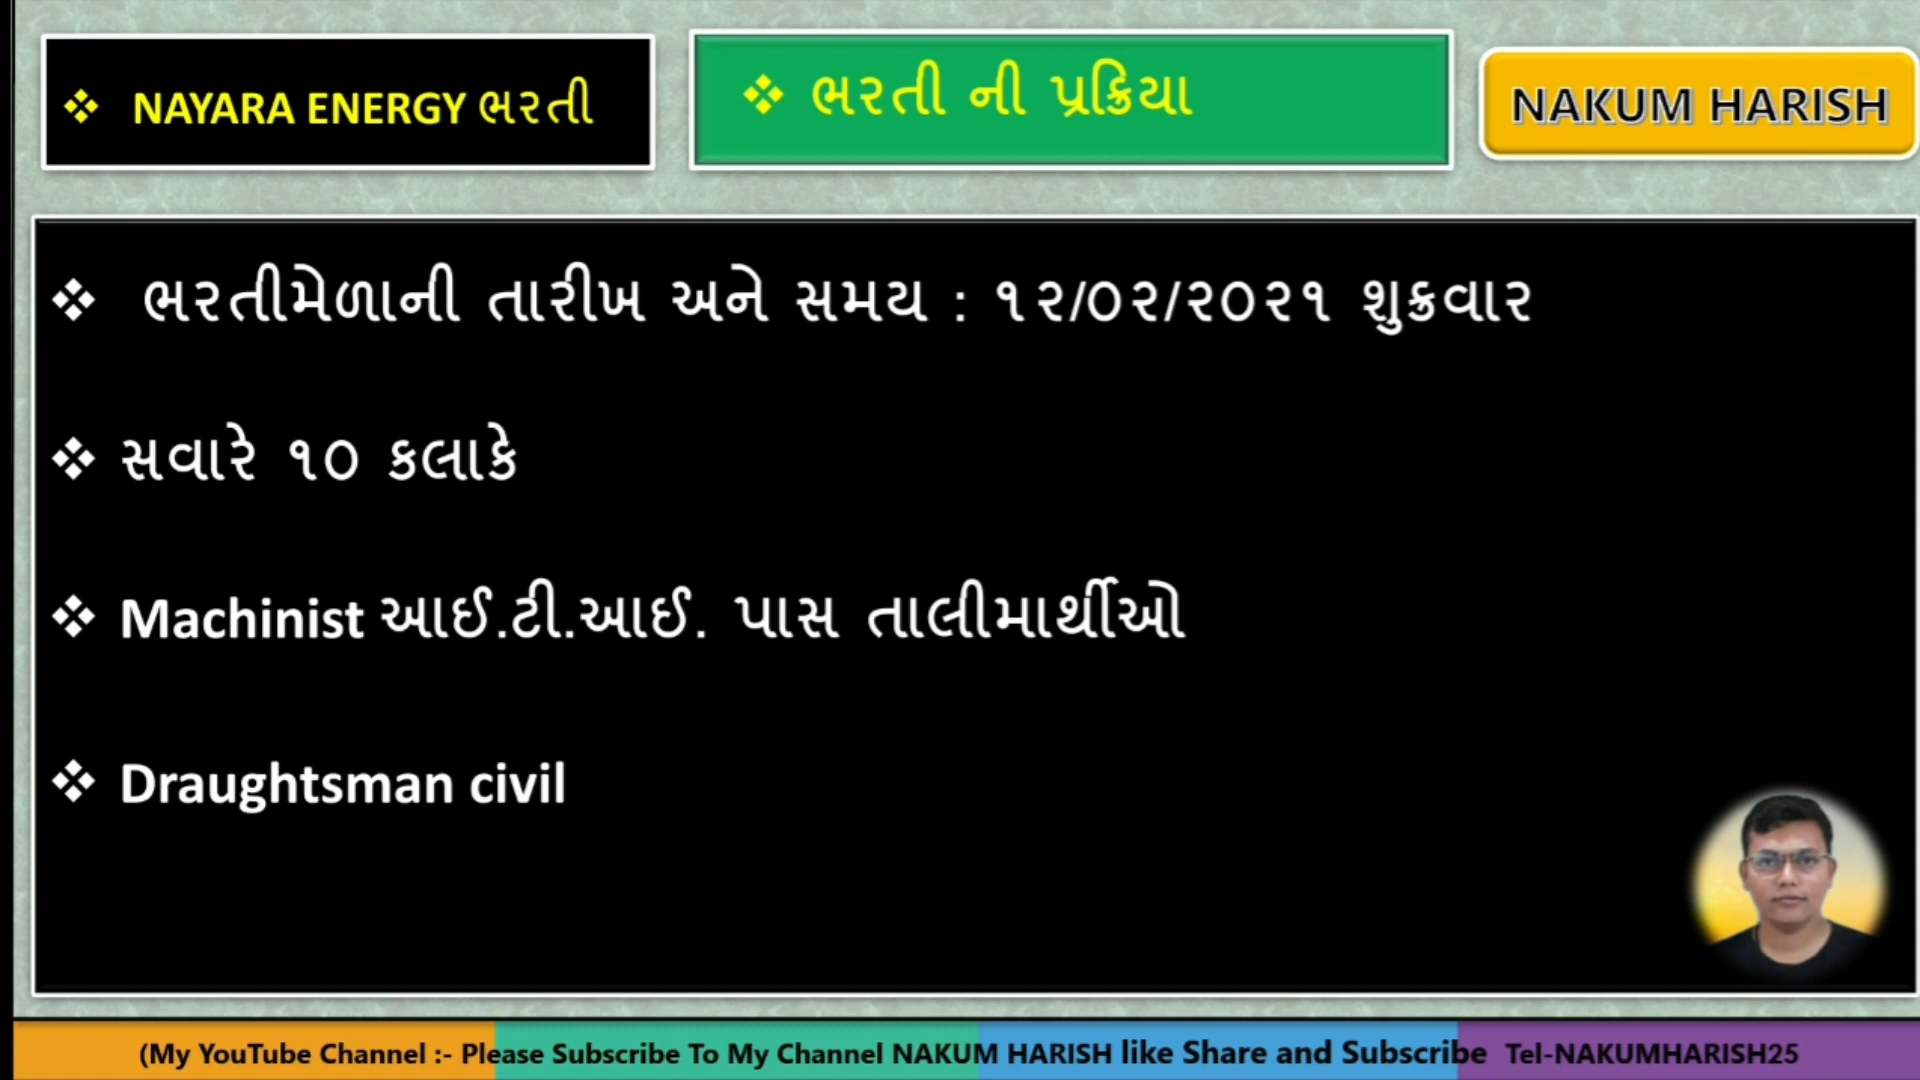 ❖ NAYARA ENERGY ભરતી
❖ ભરતી ની પ્રક્રિયા
NAKUM HARISH
❖ ભરતીમેળાની તારીખ અને સમય : ૧૨/૦૨/૨૦૨૧ શુક્રવાર
❖ સવારે ૧૦ કલાકે
❖ Machinist આઈ.ટી.આઈ. પાસ તાલીમાર્થીઓ
❖ Draughtsman civil
(My YouTube Channel :- Please Subscribe To My Channel NAKUM HARISH like Share and Subscribe Tel-NAKUMHARISH25